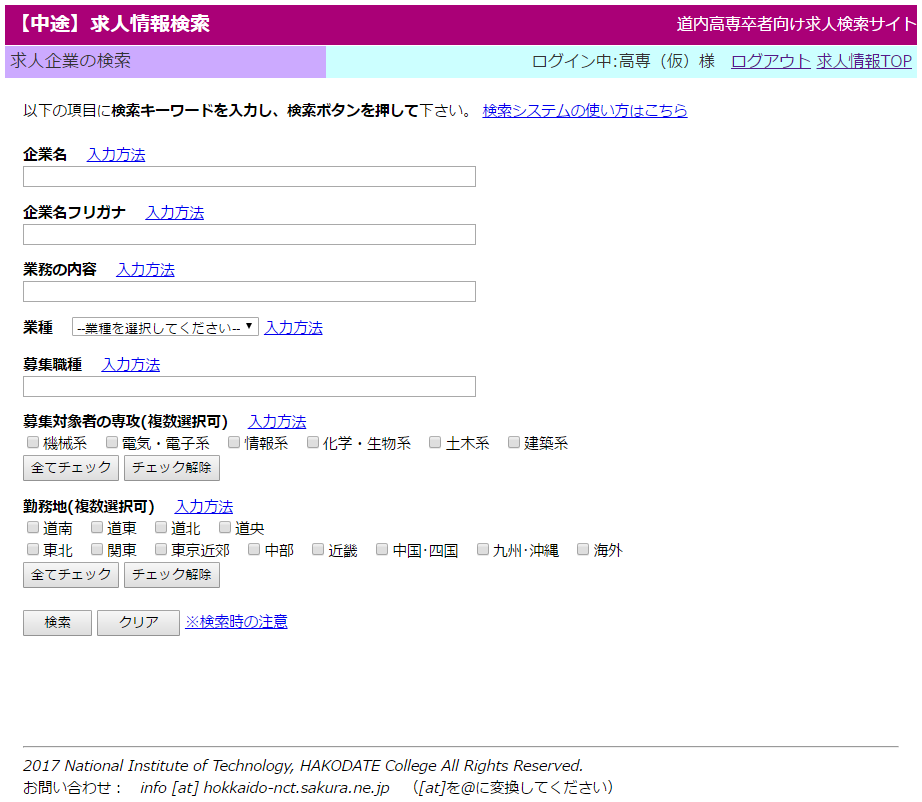 【中途】求人情報検索 道内高専卒者向け求人検索サイト
求人企業の検索 ログイン中:高専（仮）様 ログアウト 求人情報TOP
以下の項目に検索キーワードを入力し、検索ボタンを押して下さい。 検索システムの使い方はこちら
企業名 入力方法
企業名フリガナ 入力方法
業務の内容 入力方法
業種 --業種を選択してください-- 入力方法
募集職種 入力方法
募集対象者の専攻(複数選択可) 入力方法
機械系 電気・電子系 情報系 化学・生物系 土木系 建築系
全てチェック チェック解除
勤務地(複数選択可) 入力方法
道南 道東 道北 道央
東北 関東 東京近郊 中部 近畿 中国･四国 九州･沖縄 海外
全てチェック チェック解除
検索 クリア ※検索時の注意
2017 National Institute of Technology, HAKODATE College All Rights Reserved.
お問い合わせ： info [at] hokkaido-nct.sakura.ne.jp （[at]を@に変換してください）